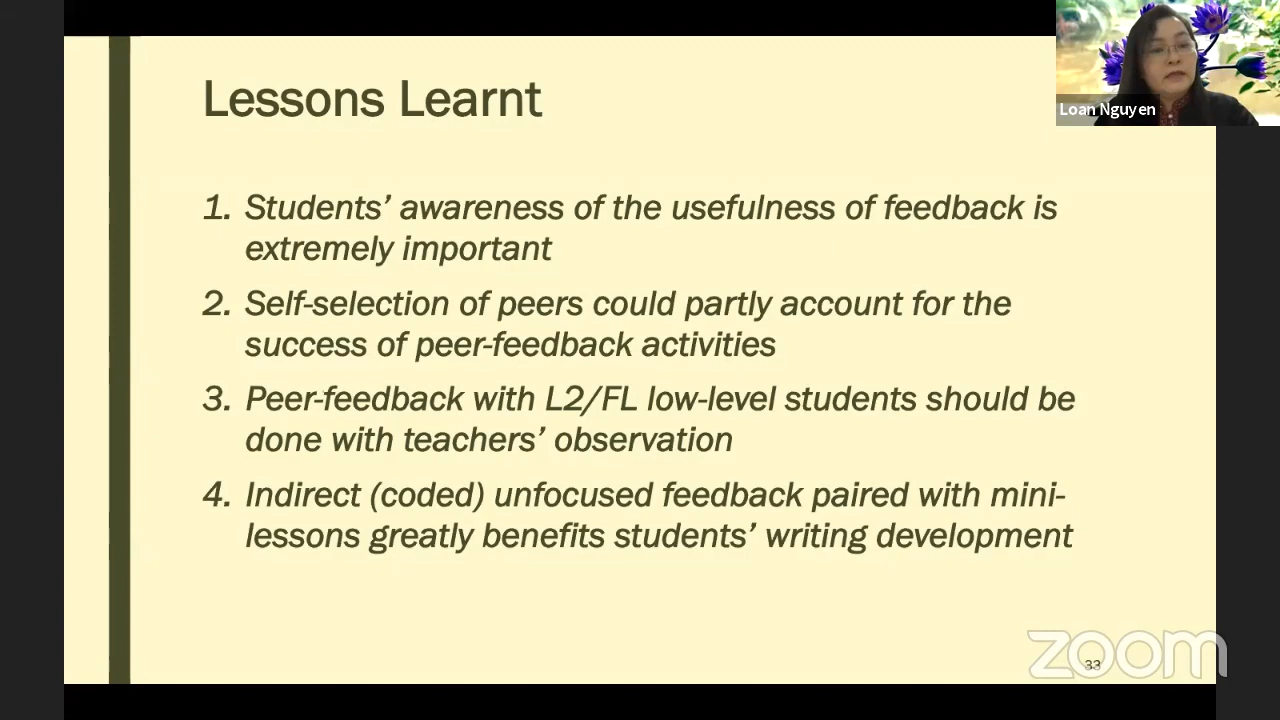 Lessons Learnt
Loan Nguyen
1. Students’ awareness of the usefulness of feedback is
extremely important
2. Self-selection of peers could partly account for the
success of peer-feedback activities
3. Peer-feedback with L2/FL low-level students should be
done with teachers’ observation
4. Indirect (coded) unfocused feedback paired with mini-
lessons greatly benefits students’ writing development
zoom
33